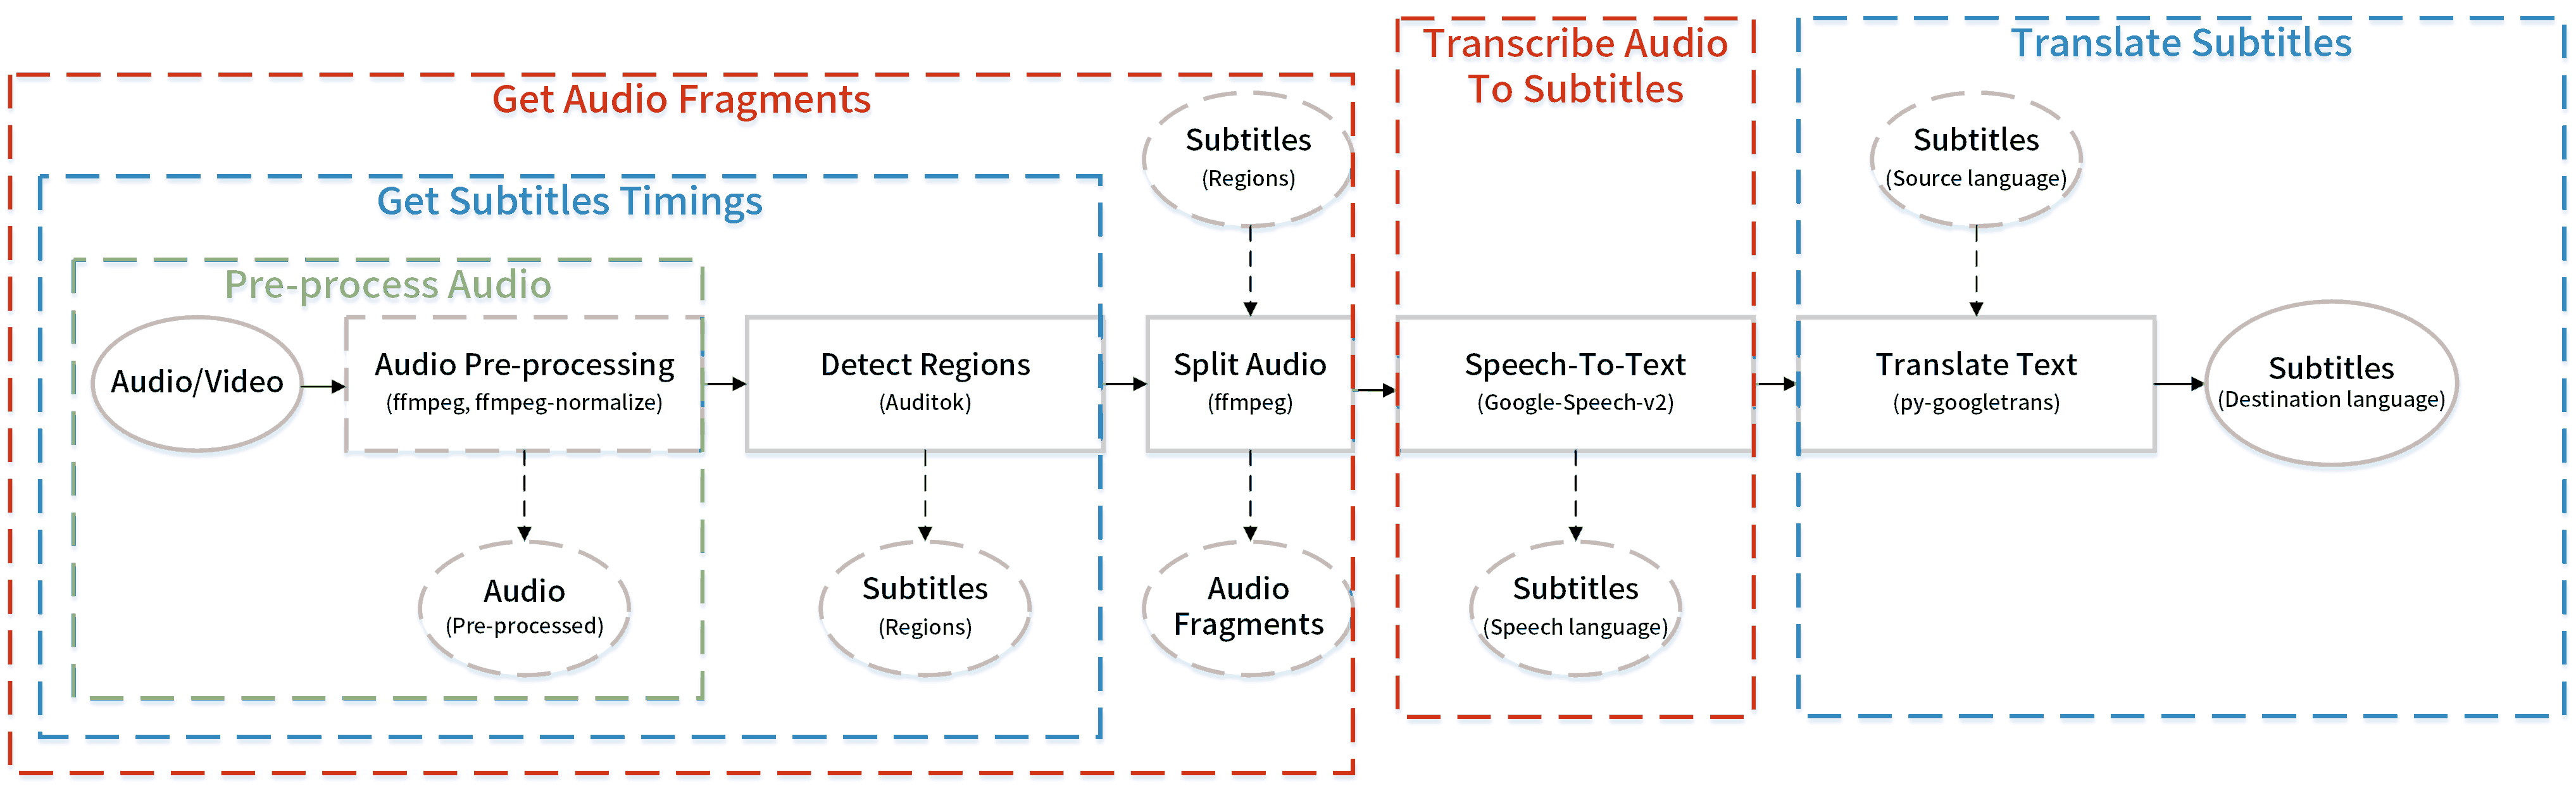 Get Audio Fragments
Get Subtitles Timings
Pre-process Audio
Audio/Video
Audio Pre-processing
(ffmpeg, ffmpeg-normalize)
Audio
(Pre-processed)
Detect Regions
(Auditok)
Subtitles
(Regions)
Subtitles
(Regions)
Split Audio
(ffmpeg)
Audio
Fragments
Transcribe Audio
To Subtitles
Speech-To-Text
(Google-Speech-v2)
Subtitles
(Speech language)
Translate Subtitles
Subtitles
(Source language)
Translate Text
(py-googletrans)
Subtitles
(Destination language)